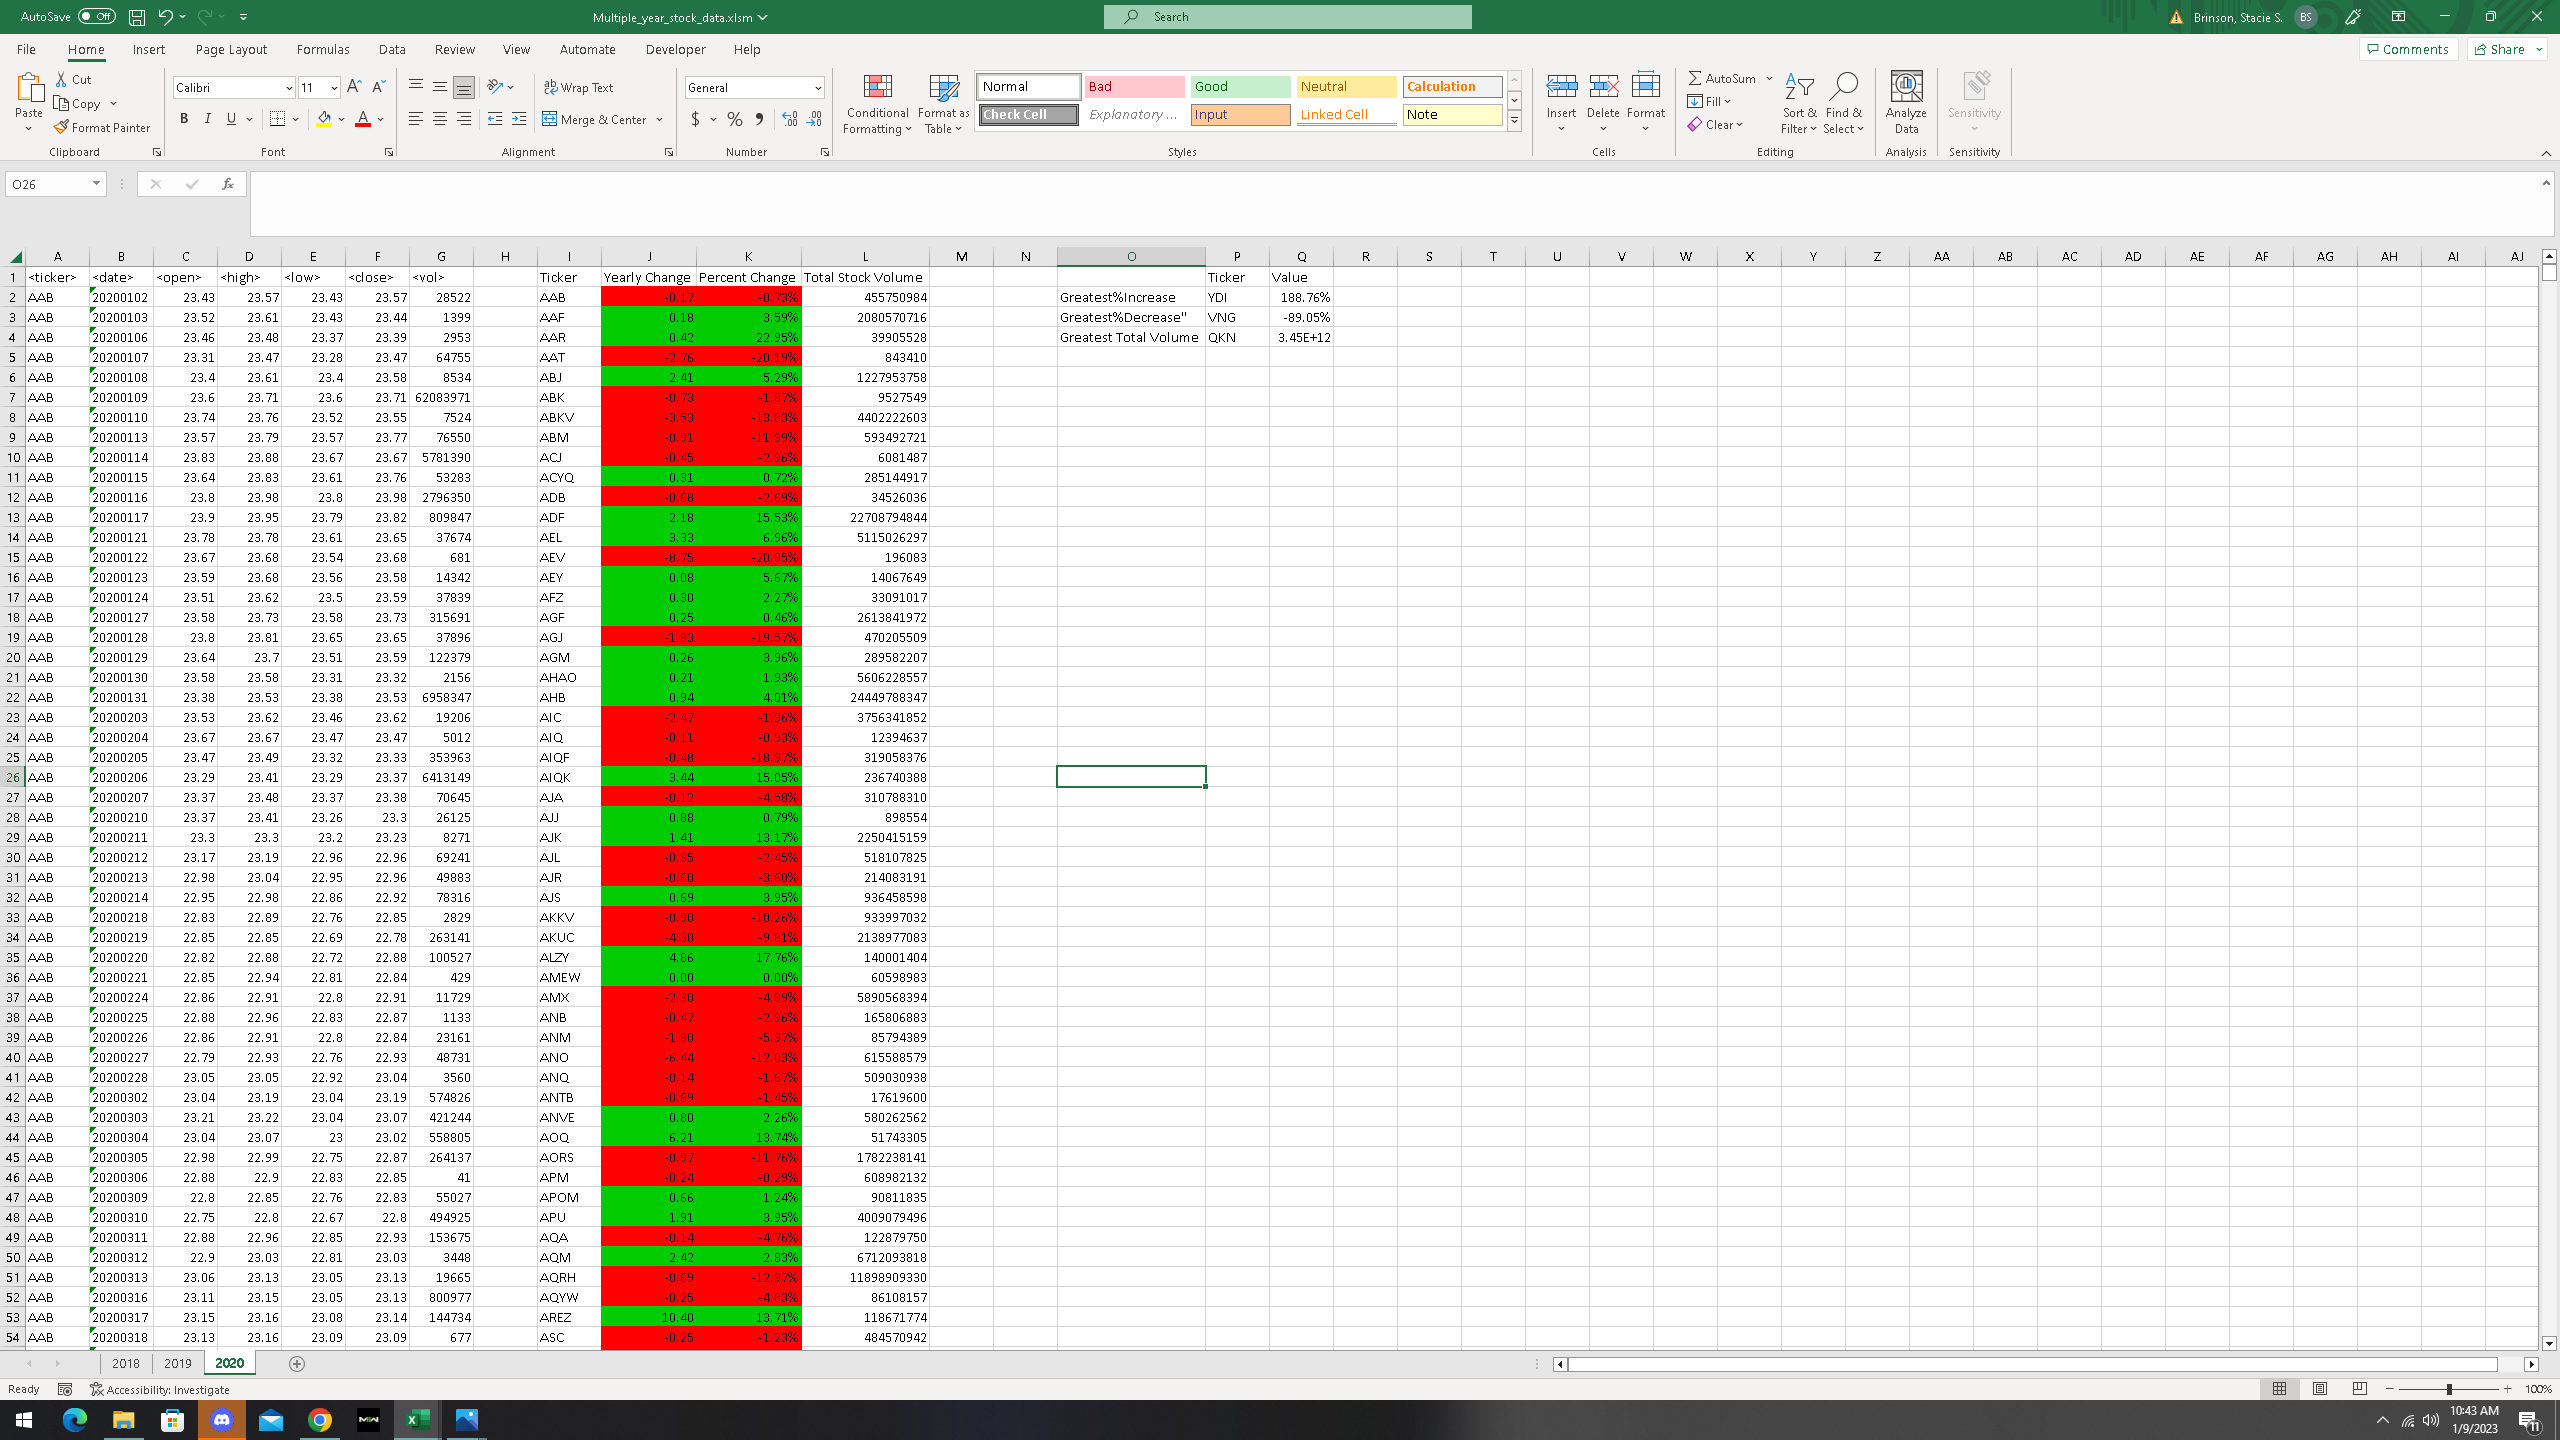 AutoSave Off Multiple_year_stock_data.xlsm Search Brinson, Stacie S. BS
File Home Insert Page Layout Formulas Data Review View Automate Developer Help Comments Share
Paste Cut Copy Format Painter Clipboard
Calibri 11 B I U A A Font
Wrap Text Merge & Center Alignment
General $ % Number
Conditional Formatting Format as Table
Normal Bad Good Neutral Calculation
Check Cell Explanatory ... Input Linked Cell Note
Styles
Insert Delete Format Cells
AutoSum Fill Clear Sort & Filter Find & Select Editing
Analyze Data Analysis
Sensitivity Sensitivity
O26 fx
A B C D E F G H I J K L M N O P Q R S T U V W X Y Z AA AB AC AD AE AF AG AH AI AJ
1 <ticker> <date> <open> <high> <low> <close> <vol> Ticker Yearly Change Percent Change Total Stock Volume Ticker Value
2 AAB 20200102 23.43 23.57 23.43 23.57 28522 AAB -0.17 -0.73% 455750984 Greatest%Increase YDI 188.76%
3 AAB 20200103 23.52 23.61 23.43 23.44 1399 AAF 0.18 3.59% 2080570716 Greatest%Decrease" VNG -89.05%
4 AAB 20200106 23.46 23.48 23.37 23.39 2953 AAR 0.42 22.95% 39905528 Greatest Total Volume QKN 3.45E+12
5 AAB 20200107 23.31 23.47 23.28 23.47 64755 AAT -2.76 -20.19% 843410
6 AAB 20200108 23.4 23.61 23.4 23.58 8534 ABJ 2.41 5.29% 1227953758
7 AAB 20200109 23.6 23.71 23.6 23.71 62083971 ABK -0.73 -1.87% 9527549
8 AAB 20200110 23.74 23.76 23.52 23.55 7524 ABKV -3.53 -13.83% 4402222603
9 AAB 20200113 23.57 23.79 23.57 23.77 76550 ABM -0.91 -11.99% 593492721
10 AAB 20200114 23.83 23.88 23.67 23.67 5781390 ACJ -0.45 -2.96% 6081487
11 AAB 20200115 23.64 23.83 23.61 23.76 53283 ACYQ 0.31 0.72% 285144917
12 AAB 20200116 23.8 23.98 23.8 23.98 2796350 ADB -0.68 -2.69% 34526036
13 AAB 20200117 23.9 23.95 23.79 23.82 809847 ADF 2.18 15.53% 22708794844
14 AAB 20200121 23.78 23.78 23.61 23.65 37674 AEL 3.33 6.96% 5115026297
15 AAB 20200122 23.67 23.68 23.54 23.68 681 AEV -8.75 -20.85% 196083
16 AAB 20200123 23.59 23.68 23.56 23.58 14342 AEY 0.08 5.67% 14067649
17 AAB 20200124 23.51 23.62 23.5 23.59 37839 AFZ 0.30 2.27% 33091017
18 AAB 20200127 23.58 23.73 23.58 23.73 315691 AGF 0.25 0.46% 2613841972
19 AAB 20200128 23.8 23.81 23.65 23.65 37896 AGJ -1.83 -19.57% 470205509
20 AAB 20200129 23.64 23.7 23.51 23.59 122379 AGM 0.26 3.96% 289582207
21 AAB 20200130 23.58 23.58 23.31 23.32 2156 AHAO 0.21 1.93% 5606228557
22 AAB 20200131 23.38 23.53 23.38 23.53 6958347 AHB 0.94 4.01% 24449788347
23 AAB 20200203 23.53 23.62 23.46 23.62 19206 AIC -2.47 -1.96% 3756341852
24 AAB 20200204 23.67 23.67 23.47 23.47 5012 AIQ -0.11 -0.93% 12394637
25 AAB 20200205 23.47 23.49 23.32 23.33 353963 AIQF -0.48 -18.97% 319058376
26 AAB 20200206 23.29 23.41 23.29 23.37 6413149 AIQK 3.44 15.05% 236740388
27 AAB 20200207 23.37 23.48 23.37 23.38 70645 AJA -0.12 -4.58% 310788310
28 AAB 20200210 23.37 23.41 23.26 23.3 26125 AJJ 0.88 0.79% 898554
29 AAB 20200211 23.3 23.3 23.2 23.23 8271 AJK 1.41 13.17% 2250415159
30 AAB 20200212 23.17 23.19 22.96 22.96 69241 AJL -0.35 -2.45% 518107825
31 AAB 20200213 22.98 23.04 22.95 22.96 49883 AJR -0.60 -3.60% 214083191
32 AAB 20200214 22.95 22.98 22.86 22.92 78316 AJS 0.69 3.95% 936458598
33 AAB 20200218 22.83 22.89 22.76 22.85 2829 AKKV -0.90 -10.26% 933997032
34 AAB 20200219 22.85 22.85 22.69 22.78 263141 AKUC -4.30 -9.81% 2138977083
35 AAB 20200220 22.82 22.88 22.72 22.88 100527 ALZY 4.86 17.76% 140001404
36 AAB 20200221 22.85 22.94 22.81 22.84 429 AMEW 0.00 0.00% 60598983
37 AAB 20200224 22.86 22.91 22.8 22.91 11729 AMX -2.30 -4.89% 5890568394
38 AAB 20200225 22.88 22.96 22.83 22.87 1133 ANB -0.47 -2.96% 165806883
39 AAB 20200226 22.86 22.91 22.8 22.84 23161 ANM -1.80 -5.97% 85794389
40 AAB 20200227 22.79 22.93 22.76 22.93 48731 ANO -6.44 -12.03% 615588579
41 AAB 20200228 23.05 23.05 22.92 23.04 3560 ANQ -0.14 -1.67% 509030938
42 AAB 20200302 23.04 23.19 23.04 23.19 574826 ANTB -0.69 -1.45% 17619600
43 AAB 20200303 23.21 23.22 23.04 23.07 421244 ANVE 0.80 2.26% 580262562
44 AAB 20200304 23.04 23.07 23 23.02 558805 AOQ 6.21 13.74% 51743305
45 AAB 20200305 22.98 22.99 22.75 22.87 264137 AORS -0.97 -11.76% 1782238141
46 AAB 20200306 22.88 22.9 22.83 22.85 41 APM -0.24 -0.29% 608982132
47 AAB 20200309 22.8 22.85 22.76 22.83 55027 APOM 0.66 1.24% 90811835
48 AAB 20200310 22.75 22.8 22.67 22.8 494925 APU 1.91 3.95% 4009079496
49 AAB 20200311 22.88 22.96 22.85 22.93 153675 AQA -0.14 -4.76% 122879750
50 AAB 20200312 22.9 23.03 22.81 23.03 3448 AQM 2.42 2.83% 6712093818
51 AAB 20200313 23.06 23.13 23.05 23.13 19665 AQRH -0.69 -12.97% 11898909330
52 AAB 20200316 23.11 23.15 23.05 23.13 800977 AQYW -0.25 -4.83% 86108157
53 AAB 20200317 23.15 23.16 23.08 23.14 144734 AREZ 10.40 13.71% 118671774
54 AAB 20200318 23.13 23.16 23.09 23.09 677 ASC -0.25 -1.23% 484570942
2018 2019 2020
Ready Accessibility: Investigate 100%
10:43 AM
1/9/2023 11